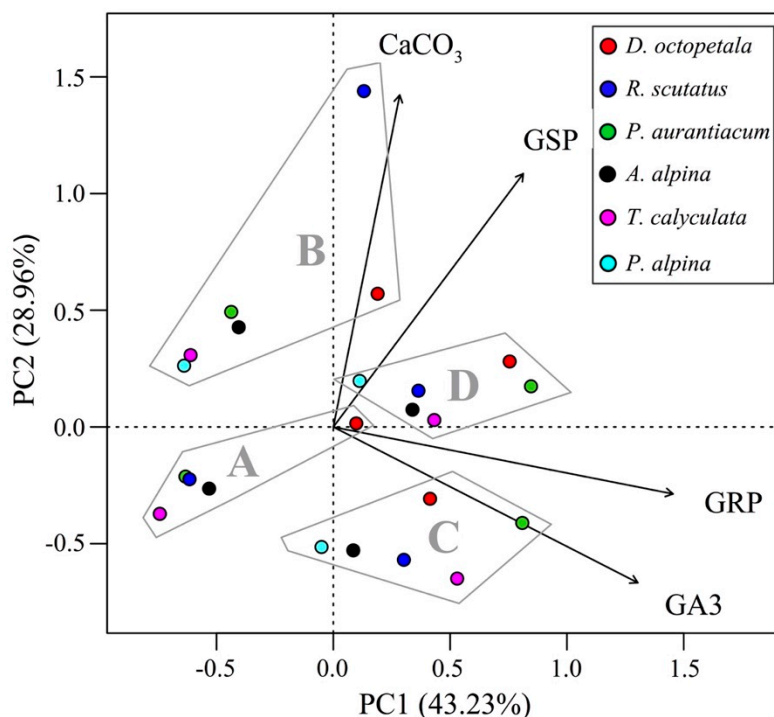 CaCO₃
GSP
D. octopetala
R. scutatus
P. aurantiacum
A. alpina
T. calyculata
P. alpina
B
D
A
C
GRP
GA3
1.5
1.0
0.5
0.0
-0.5
PC2 (28.96%)
-0.5 0.0 0.5 1.0 1.5
PC1 (43.23%)